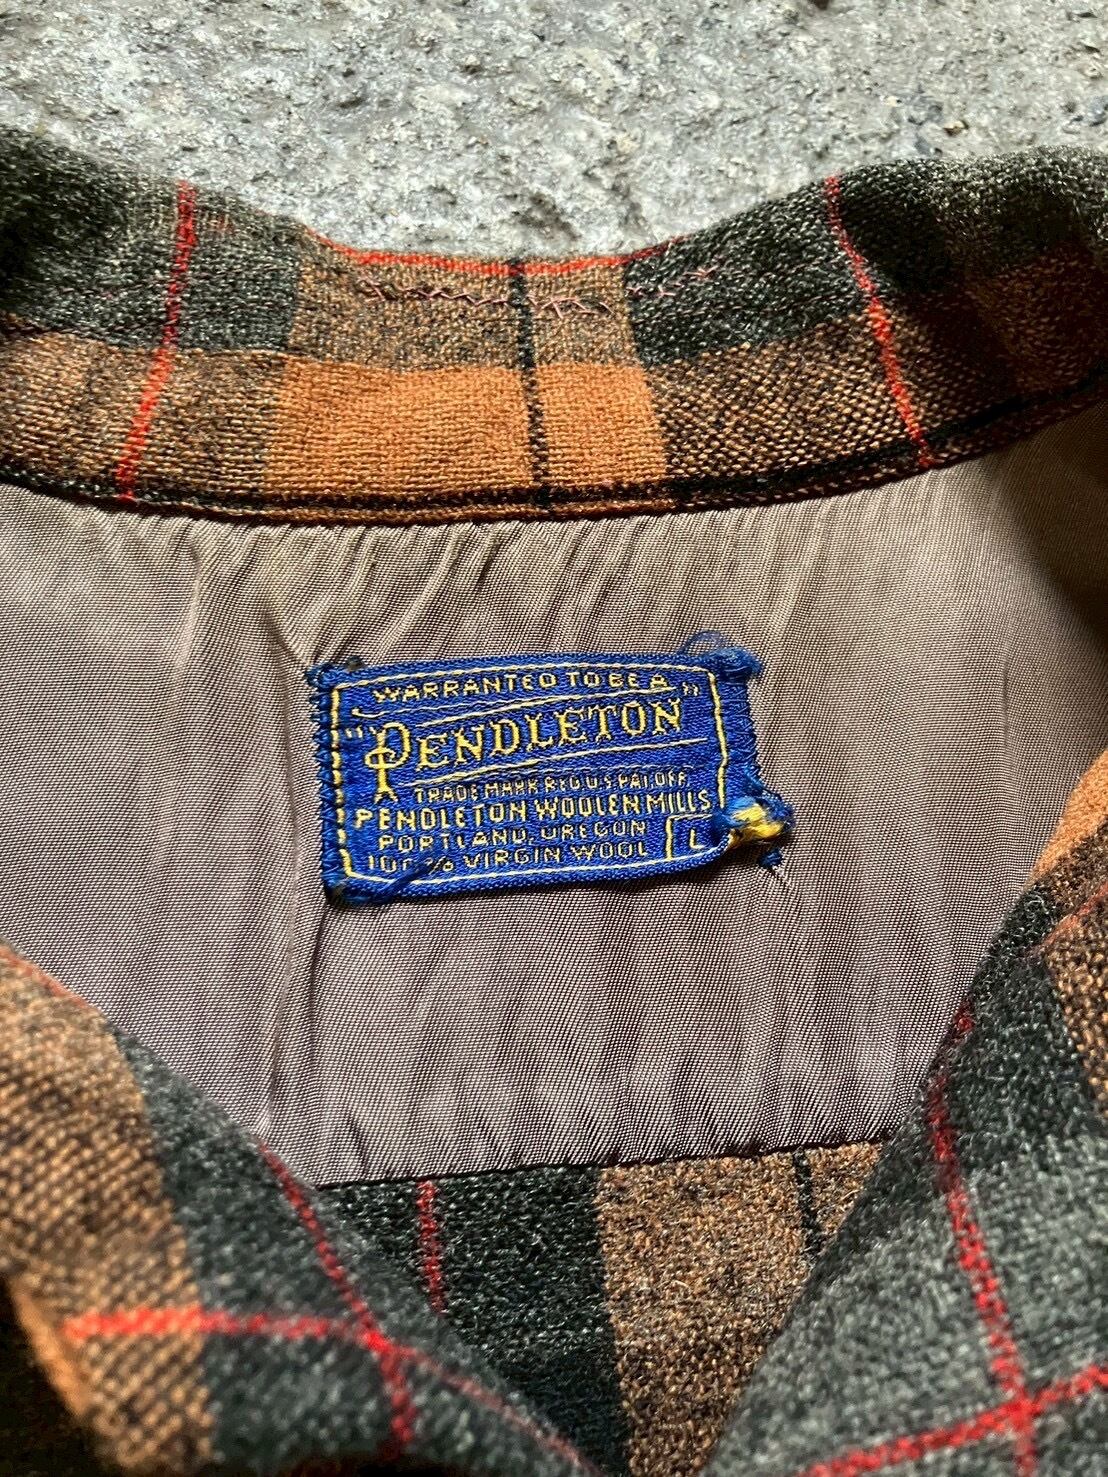 WARRANTED TO BE A
"PENDLETON"
TRADE MARK REG U.S. PAT. OFF
PENDLETON WOOLEN MILLS
PORTLAND, OREGON
100% VIRGIN WOOL
L